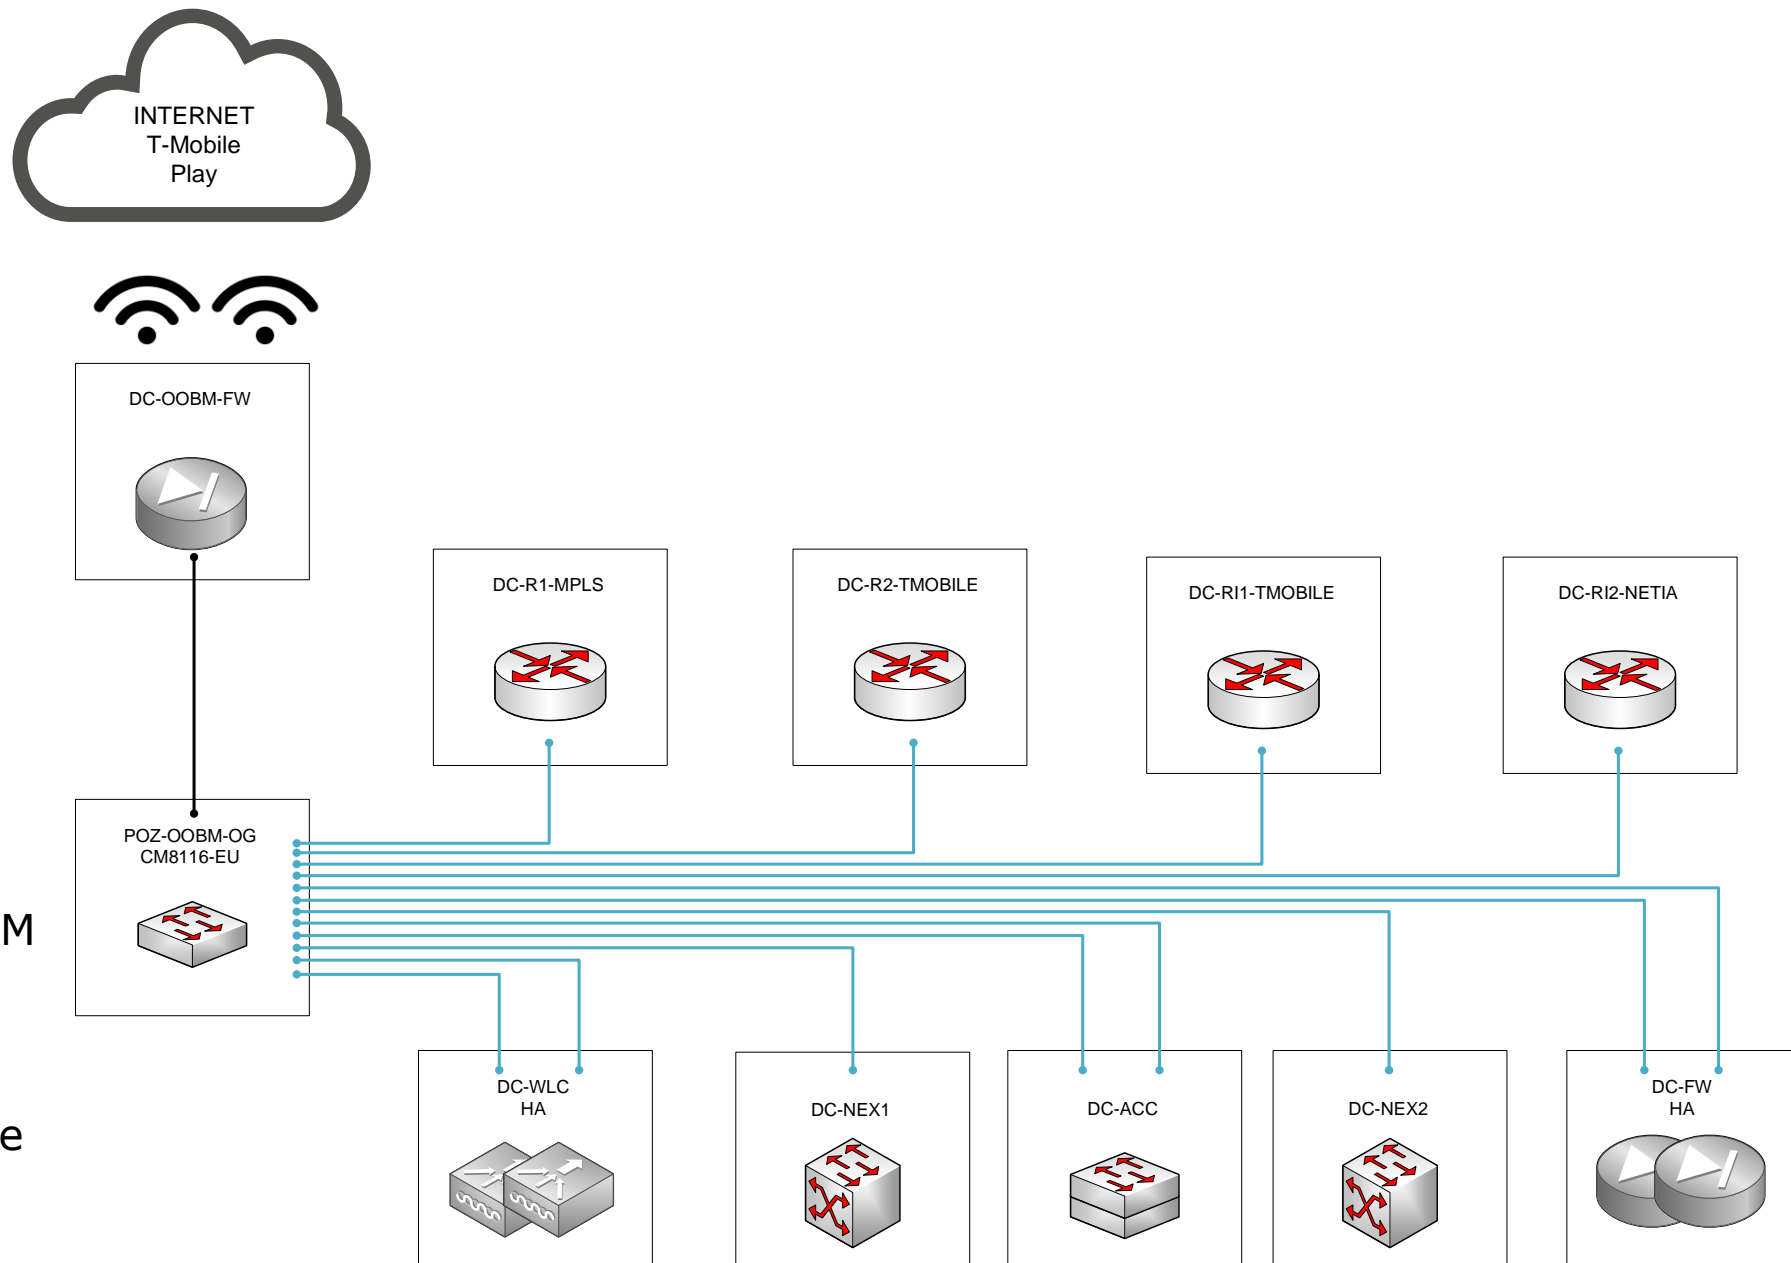 INTERNET
T-Mobile
Play
DC-OOBM-FW
DC-R1-MPLS
DC-R2-TMOBILE
DC-RI1-TMOBILE
DC-RI2-NETIA
POZ-OOBM-OG
CM8116-EU
M
DC-WLC
HA
DC-NEX1
DC-ACC
DC-NEX2
DC-FW
HA
e